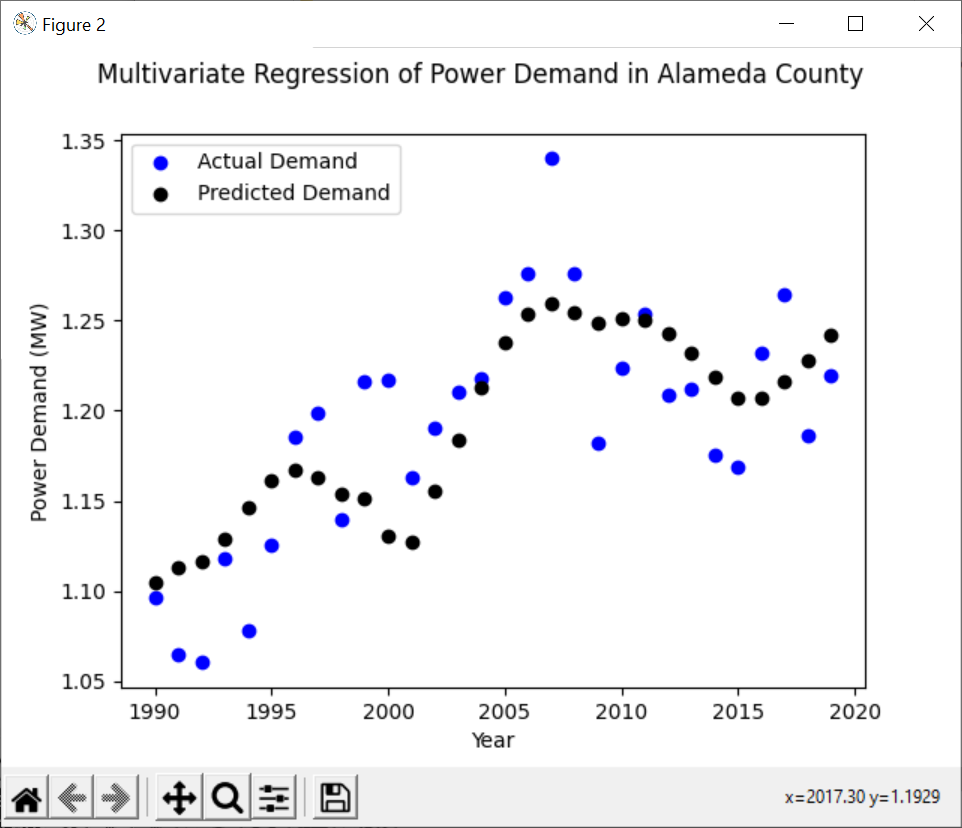 Figure 2
Multivariate Regression of Power Demand in Alameda County
Actual Demand
Predicted Demand
1.35
1.30
1.25
1.20
1.15
1.10
1.05
Power Demand (MW)
1990 1995 2000 2005 2010 2015 2020
Year
x=2017.30 y=1.1929